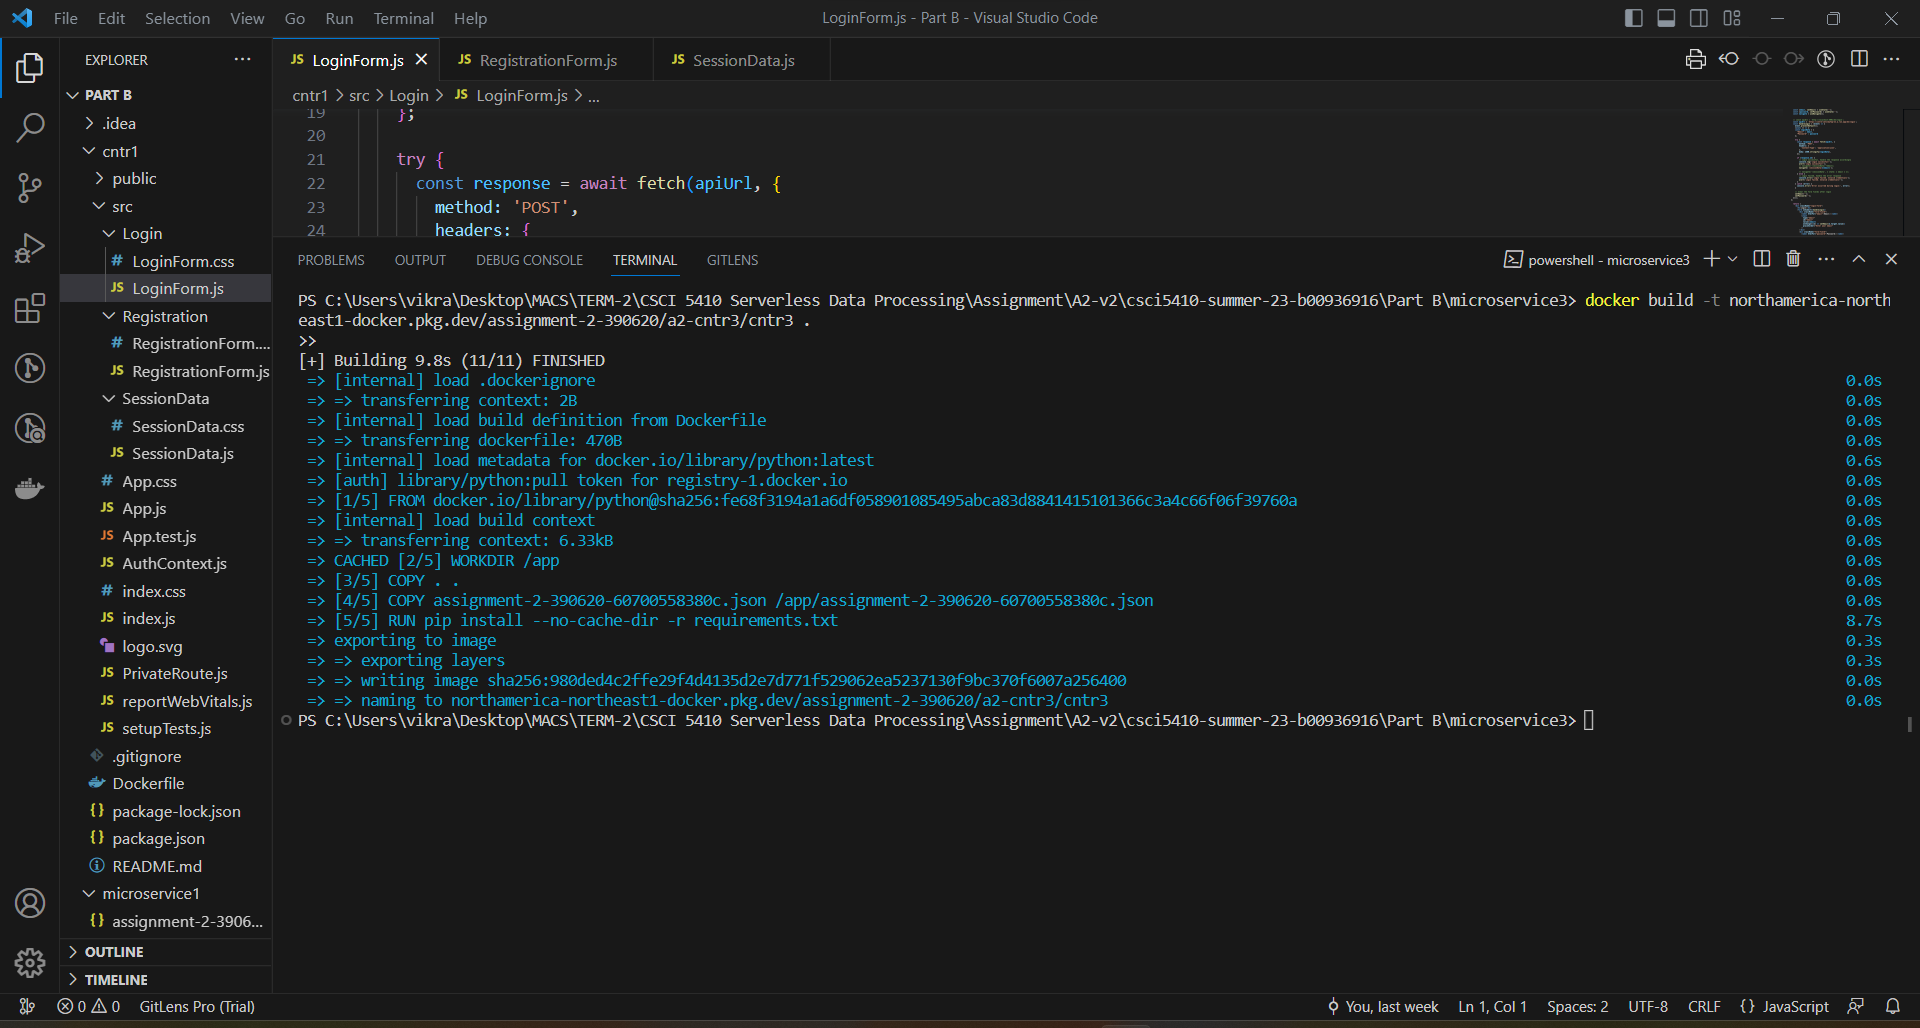 File Edit Selection View Go Run Terminal Help
LoginForm.js - Part B - Visual Studio Code
EXPLORER
PART B
.idea
cntr1
public
src
Login
LoginForm.css
LoginForm.js
Registration
RegistrationForm....
RegistrationForm.js
SessionData
SessionData.css
SessionData.js
App.css
App.js
App.test.js
AuthContext.js
index.css
index.js
logo.svg
PrivateRoute.js
reportWebVitals.js
setupTests.js
.gitignore
Dockerfile
package-lock.json
package.json
README.md
microservice1
assignment-2-3906...
OUTLINE
TIMELINE
JS LoginForm.js JS RegistrationForm.js JS SessionData.js
cntr1 > src > Login > JS LoginForm.js > ...
19 };
20
21 try {
22 const response = await fetch(apiUrl, {
23 method: 'POST',
24 headers: {
PROBLEMS OUTPUT DEBUG CONSOLE TERMINAL GITLENS
powershell - microservice3
PS C:\Users\vikra\Desktop\MACS\TERM-2\CSCI 5410 Serverless Data Processing\Assignment\A2-v2\csci5410-summer-23-b00936916\Part B\microservice3> docker build -t northamerica-north
east1-docker.pkg.dev/assignment-2-390620/a2-cntr3/cntr3 .
>>
[+] Building 9.8s (11/11) FINISHED
=> [internal] load .dockerignore 0.0s
=> => transferring context: 2B 0.0s
=> [internal] load build definition from Dockerfile 0.0s
=> => transferring dockerfile: 470B 0.0s
=> [internal] load metadata for docker.io/library/python:latest 0.6s
=> [auth] library/python:pull token for registry-1.docker.io 0.0s
=> [1/5] FROM docker.io/library/python@sha256:fe68f3194a1a6df058901085495abca83d8841415101366c3a4c66f06f39760a 0.0s
=> [internal] load build context 0.0s
=> => transferring context: 6.33kB 0.0s
=> CACHED [2/5] WORKDIR /app 0.0s
=> [3/5] COPY . . 0.0s
=> [4/5] COPY assignment-2-390620-60700558380c.json /app/assignment-2-390620-60700558380c.json 0.0s
=> [5/5] RUN pip install --no-cache-dir -r requirements.txt 8.7s
=> exporting to image 0.3s
=> => exporting layers 0.3s
=> => writing image sha256:980ded4c2ffe29f4d4135d2e7d771f529062ea5237130f9bc370f6007a256400 0.0s
=> => naming to northamerica-northeast1-docker.pkg.dev/assignment-2-390620/a2-cntr3/cntr3 0.0s
PS C:\Users\vikra\Desktop\MACS\TERM-2\CSCI 5410 Serverless Data Processing\Assignment\A2-v2\csci5410-summer-23-b00936916\Part B\microservice3>
0 0 GitLens Pro (Trial)
You, last week Ln 1, Col 1 Spaces: 2 UTF-8 CRLF {} JavaScript